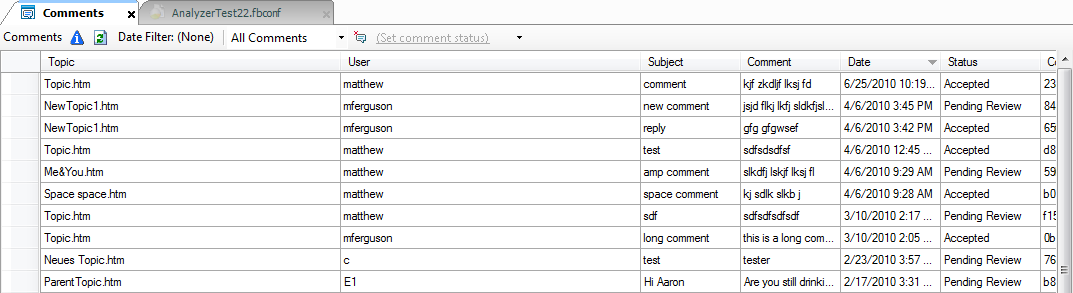 Comments AnalyzerTest22.fbconf
Comments Date Filter: (None) All Comments (Set comment status)
Topic User Subject Comment Date Status Co
Topic.htm matthew comment kjf zkdljf lksj fd 6/25/2010 10:19... Accepted 23
NewTopic1.htm mferguson new comment jsjd flkj lkfj sldkfjsl... 4/6/2010 3:45 PM Pending Review 84
NewTopic1.htm mferguson reply gfg gfgwsef 4/6/2010 3:42 PM Accepted 65
Topic.htm matthew test sdfsdsdfsf 4/6/2010 12:45 ... Accepted d8
Me&You.htm matthew amp comment slkdfj lskjf lksj fl 4/6/2010 9:29 AM Pending Review 59
Space space.htm matthew space comment kj sdlk slkb j 4/6/2010 9:28 AM Accepted b0
Topic.htm matthew sdf sdfsdfsdfsdf 3/10/2010 2:17 ... Pending Review f15
Topic.htm mferguson long comment this is a long com... 3/10/2010 2:05 ... Accepted 0b
Neues Topic.htm c test tester 2/23/2010 3:57 ... Pending Review 76
ParentTopic.htm E1 Hi Aaron Are you still drinki... 2/17/2010 3:31 ... Pending Review b8